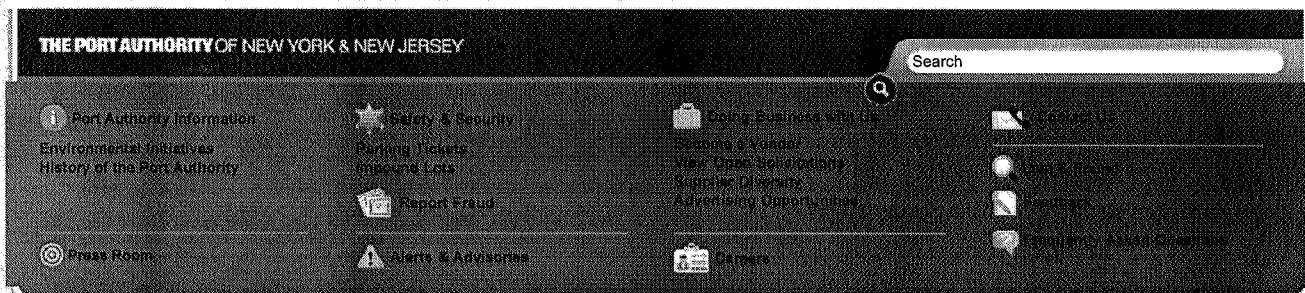 THE PORT AUTHORITY OF NEW YORK & NEW JERSEY
Search
Port Authority Information
Environmental Initiatives
History of the Port Authority
Press Room
Safety & Security
Parking Tickets
Impound Lots
Report Fraud
Alerts & Advisories
Doing Business with Us
Become a Vendor
View Open Solicitations
Supplier Diversity
Advertising Opportunities
Careers
Contact Us
Lost & Found
Feedback
Frequently Asked Questions